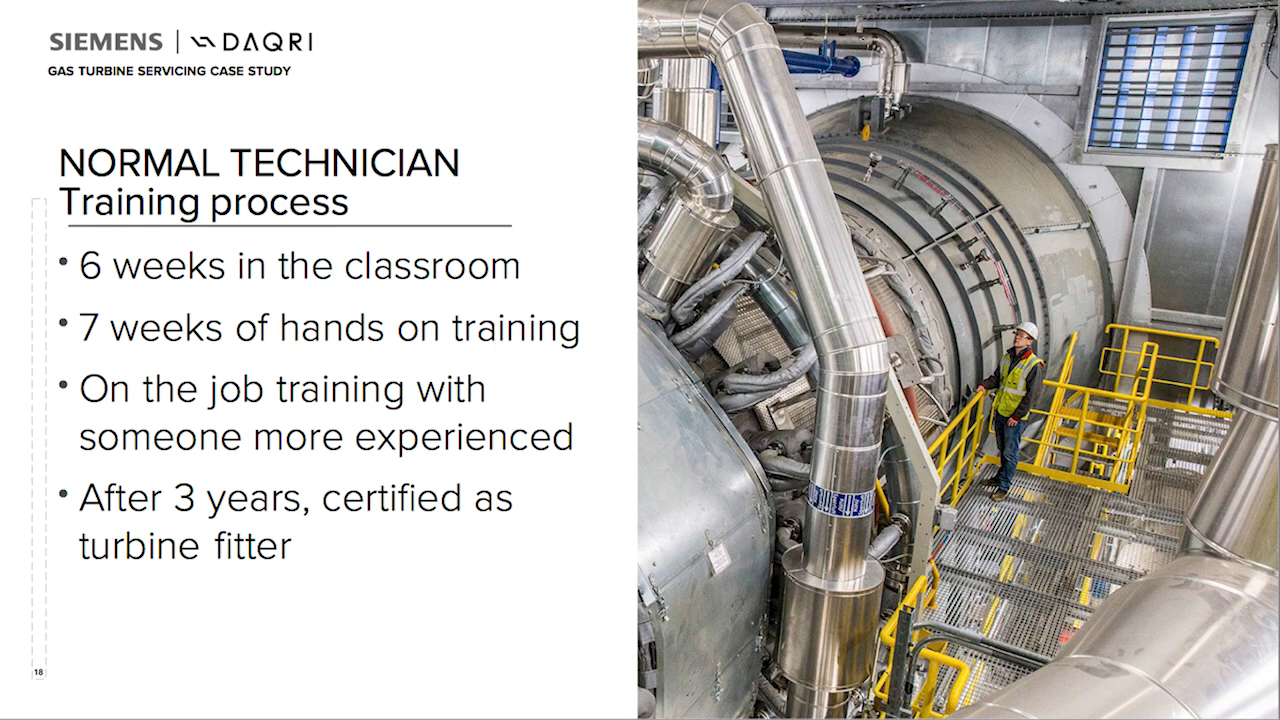 SIEMENS | DAQRI
GAS TURBINE SERVICING CASE STUDY
NORMAL TECHNICIAN
Training process
• 6 weeks in the classroom
• 7 weeks of hands on training
• On the job training with
someone more experienced
• After 3 years, certified as
turbine fitter
18